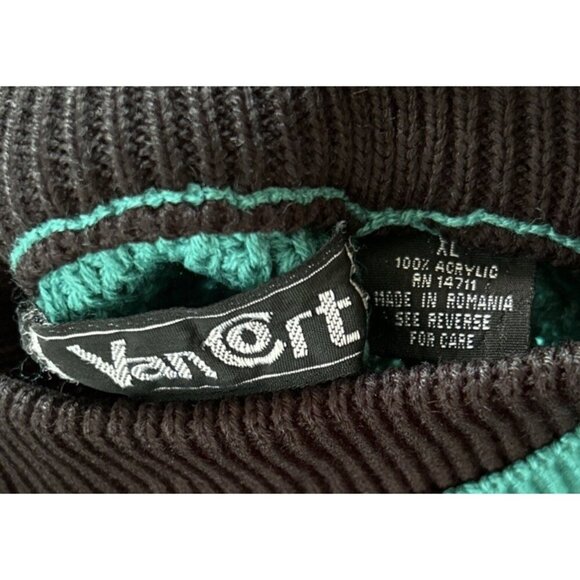 VanOrt
XL
100% ACRYLIC
RN 14711
MADE IN ROMANIA
SEE REVERSE
FOR CARE